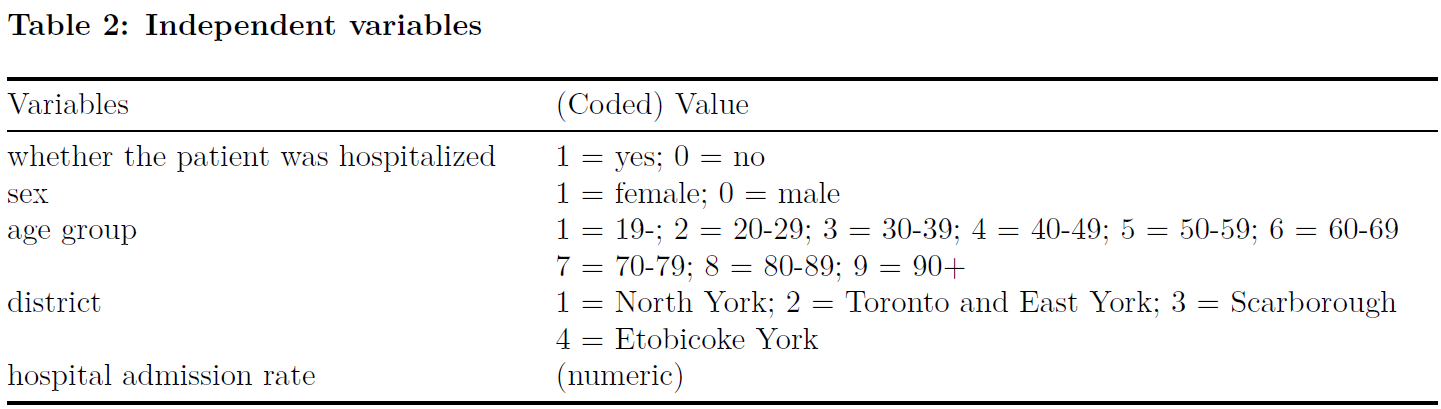 Table 2: Independent variables
Variables (Coded) Value
whether the patient was hospitalized 1 = yes; 0 = no
sex 1 = female; 0 = male
age group 1 = 19-; 2 = 20-29; 3 = 30-39; 4 = 40-49; 5 = 50-59; 6 = 60-69
7 = 70-79; 8 = 80-89; 9 = 90+
district 1 = North York; 2 = Toronto and East York; 3 = Scarborough
4 = Etobicoke York
hospital admission rate (numeric)